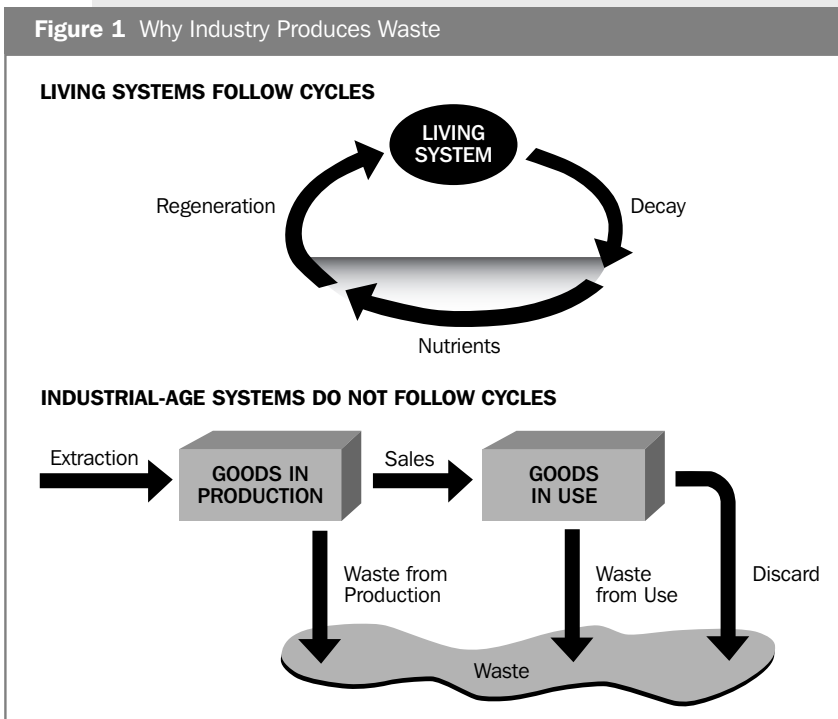 Figure 1 Why Industry Produces Waste
LIVING SYSTEMS FOLLOW CYCLES
LIVING
SYSTEM
Regeneration
Decay
Nutrients
INDUSTRIAL-AGE SYSTEMS DO NOT FOLLOW CYCLES
Extraction
GOODS IN
PRODUCTION
Sales
GOODS
IN USE
Waste from
Production
Waste
from Use
Discard
Waste